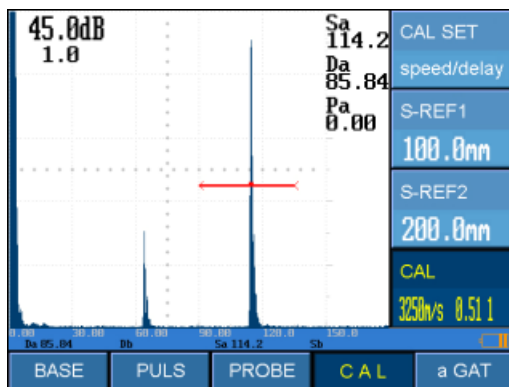 45.0dB
1.0
Sa
114.2
Da
85.84
Pa
0.00
CAL SET
speed/delay
S-REF1
100.0mm
S-REF2
200.0mm
CAL
3250m/s 0.51 1
0.00 30.00 60.00 90.00 120.0 150.0
Da 85.84 Db Sa 114.2 Sb
BASE PULS PROBE CAL a GAT